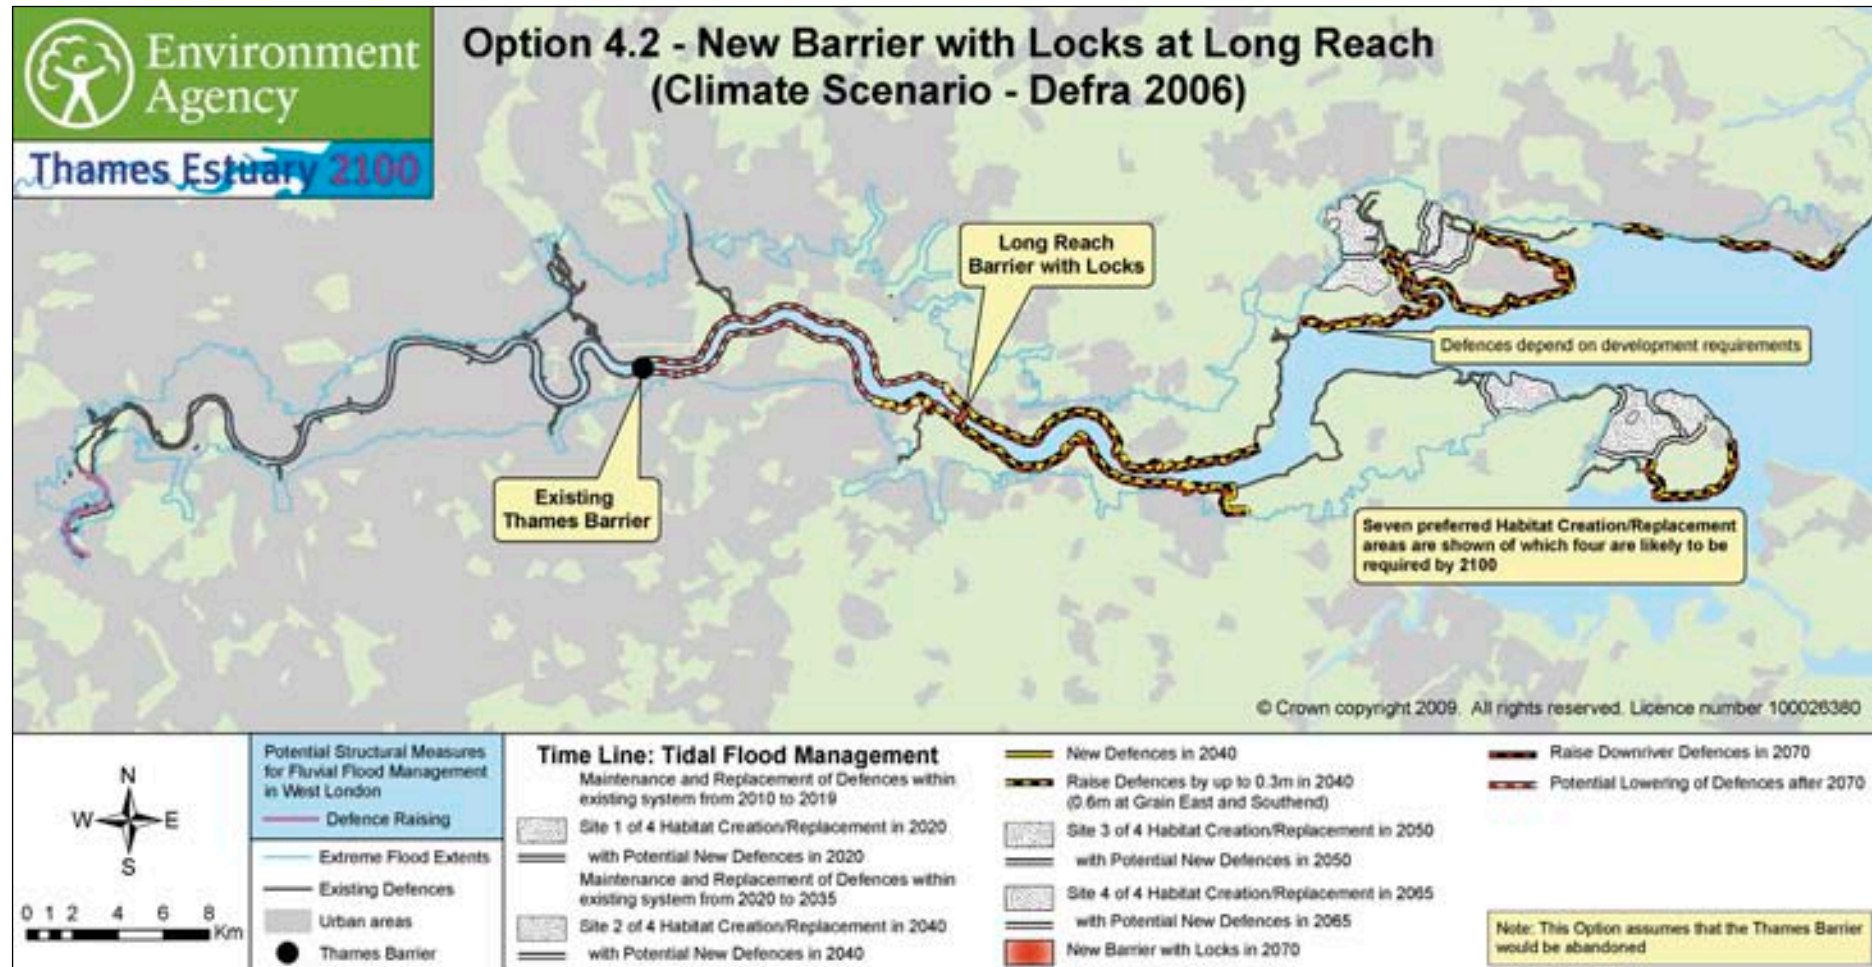 Environment
Agency
Thames Estuary 2100
Option 4.2 - New Barrier with Locks at Long Reach
(Climate Scenario - Defra 2006)
Long Reach
Barrier with Locks
Defences depend on development requirements
Existing
Thames Barrier
Seven preferred Habitat Creation/Replacement
areas are shown of which four are likely to be
required by 2100
© Crown copyright 2009. All rights reserved. Licence number 100026380
N
W E
S
0 1 2 4 6 8
Km
Potential Structural Measures
for Fluvial Flood Management
in West London
Defence Raising
Extreme Flood Extents
Existing Defences
Urban areas
Thames Barrier
Time Line: Tidal Flood Management
Maintenance and Replacement of Defences within
existing system from 2010 to 2019
Site 1 of 4 Habitat Creation/Replacement in 2020
with Potential New Defences in 2020
Maintenance and Replacement of Defences within
existing system from 2020 to 2035
Site 2 of 4 Habitat Creation/Replacement in 2040
with Potential New Defences in 2040
New Defences in 2040
Raise Defences by up to 0.3m in 2040
(0.6m at Grain East and Southend)
Site 3 of 4 Habitat Creation/Replacement in 2050
with Potential New Defences in 2050
Site 4 of 4 Habitat Creation/Replacement in 2065
with Potential New Defences in 2065
New Barrier with Locks in 2070
Raise Downriver Defences in 2070
Potential Lowering of Defences after 2070
Note: This Option assumes that the Thames Barrier
would be abandoned